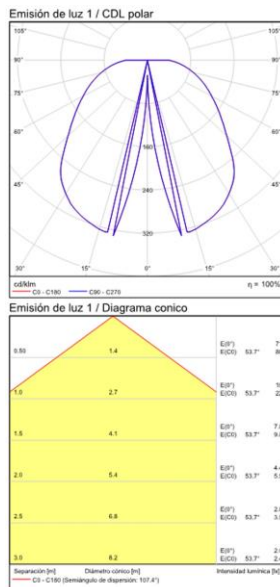 Emisión de luz 1 / CDL polar
105° 105°
90° 90°
75° 75°
60° 60°
160
45° 45°
240
320
30° 15° 0° 15° 30°
cd/klm η = 100%
C0 - C180 C90 - C270
Emisión de luz 1 / Diagrama conico
0.50 1.4
E(0°)
E(C0) 53.7°
1.0 2.7
E(0°)
E(C0) 53.7°
1.5 4.1
E(0°)
E(C0) 53.7°
2.0 5.4
E(0°)
E(C0) 53.7°
2.5 6.8
E(0°)
E(C0) 53.7°
3.0 8.2
E(0°)
E(C0) 53.7°
Separación [m] Diámetro cónico [m] Intensidad lumínica [lx]
C0 - C180 (Semiángulo de dispersión: 107.4°)